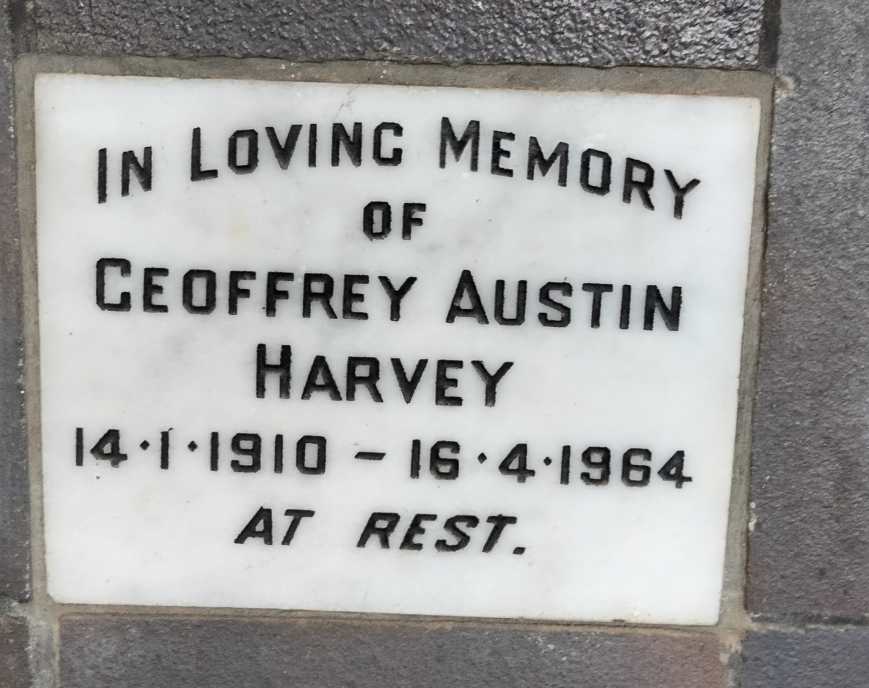 IN LOVING MEMORY
OF
GEOFFREY AUSTIN
HARVEY
14·1·1910 – 16·4·1964
AT REST.